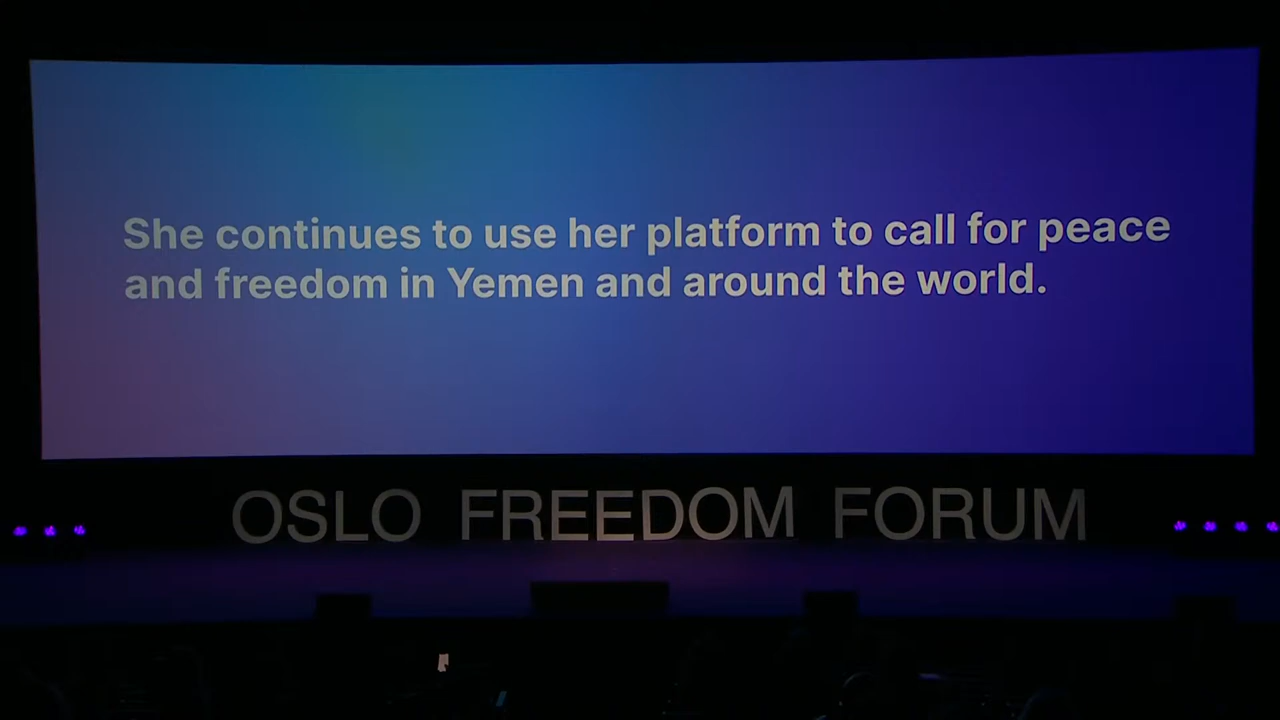 She continues to use her platform to call for peace
and freedom in Yemen and around the world.
OSLO FREEDOM FORUM